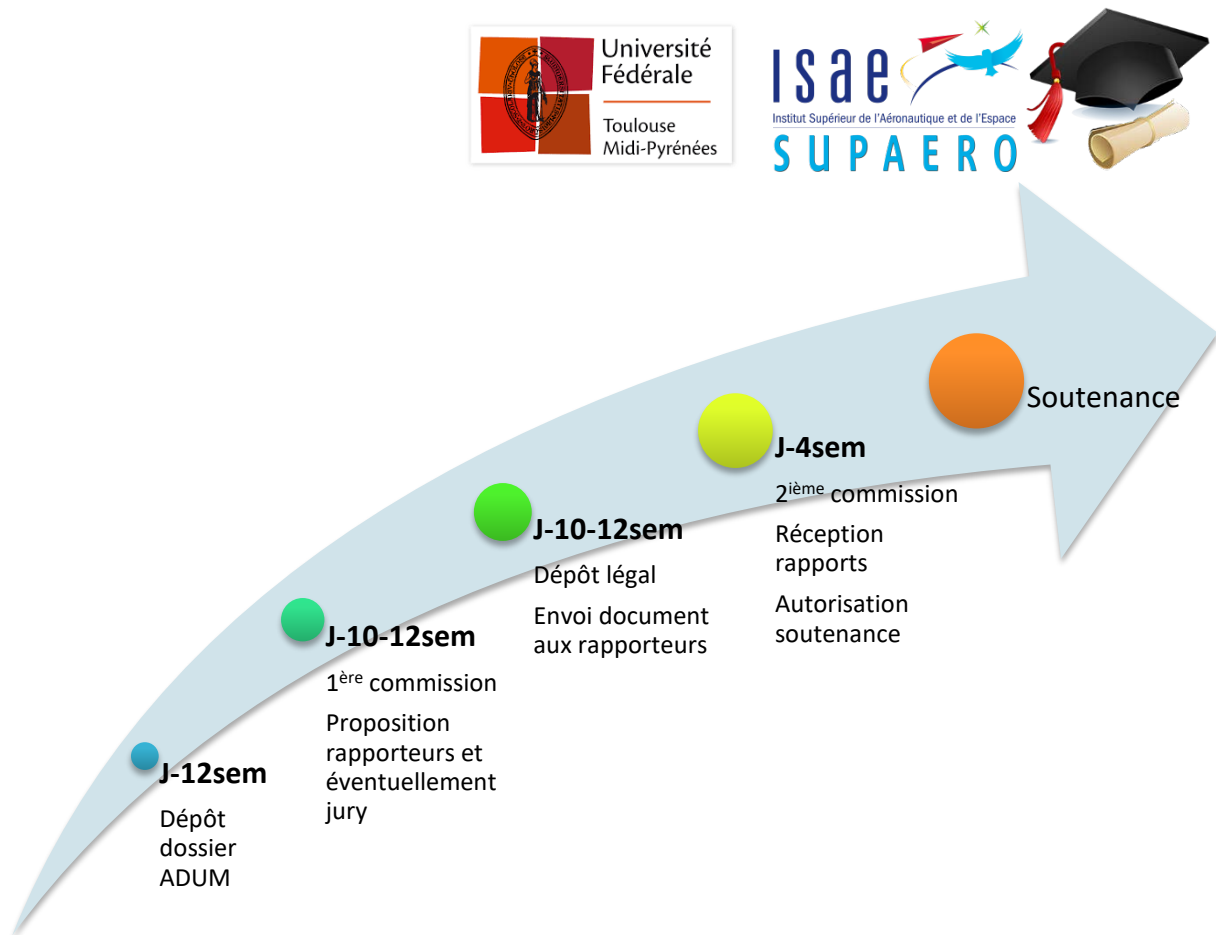 Université
Fédérale
Toulouse
Midi-Pyrénées
isae
Institut Supérieur de l'Aéronautique et de l'Espace
SUPAERO
Soutenance
J-4sem
2ième commission
Réception
rapports
Autorisation
soutenance
J-10-12sem
Dépôt légal
Envoi document
aux rapporteurs
J-10-12sem
1ère commission
Proposition
rapporteurs et
éventuellement
jury
J-12sem
Dépôt
dossier
ADUM